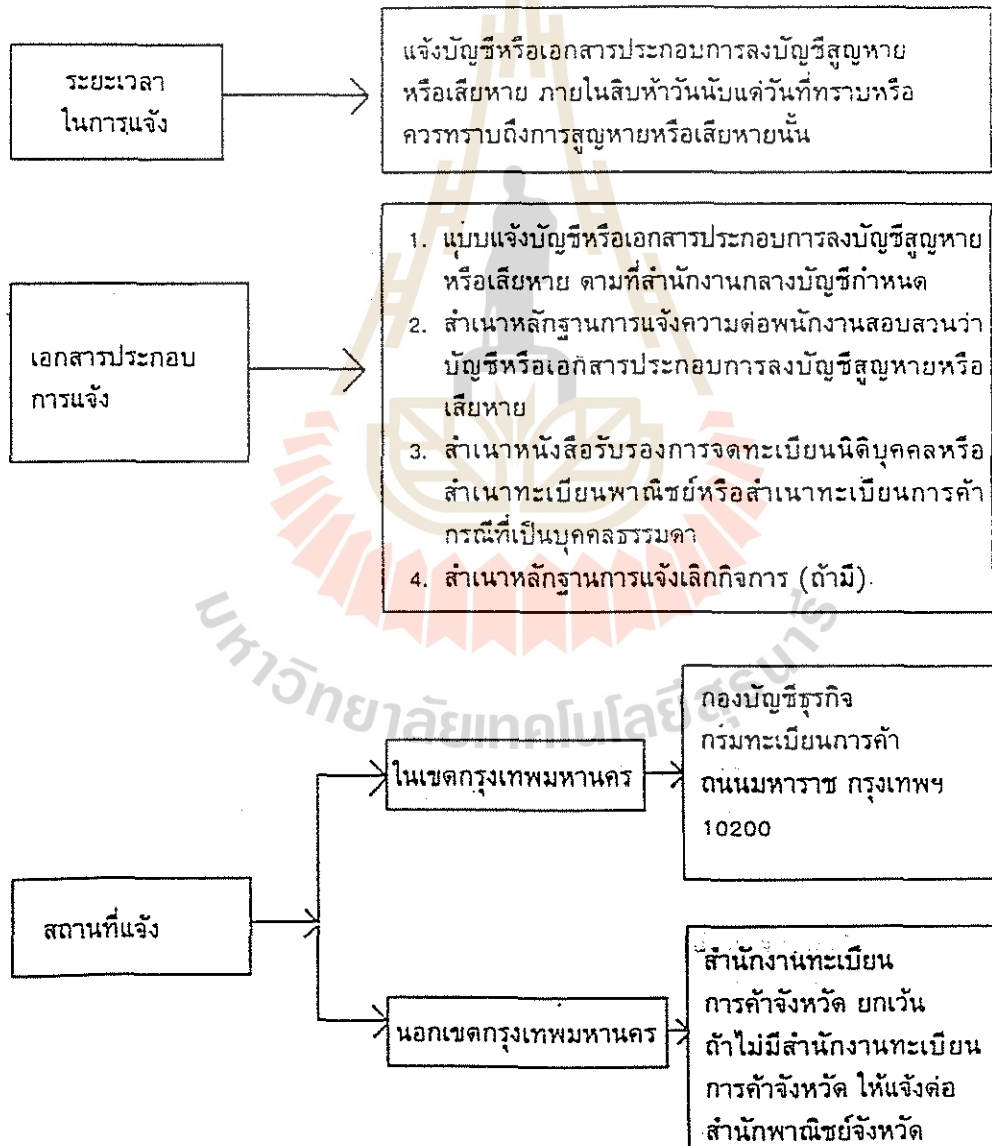 ระยะเวลา
ในการแจ้ง
แจ้งบัญชีหรือเอกสารประกอบการลงบัญชีสูญหาย
หรือเสียหาย ภายในสิบห้าวันนับแต่วันที่ทราบหรือ
ควรทราบถึงการสูญหายหรือเสียหายนั้น
เอกสารประกอบ
การแจ้ง
1. แบบแจ้งบัญชีหรือเอกสารประกอบการลงบัญชีสูญหาย
หรือเสียหาย ตามที่สำนักงานกลางบัญชีกำหนด
2. สำเนาหลักฐานการแจ้งความต่อพนักงานสอบสวนว่า
บัญชีหรือเอกสารประกอบการลงบัญชีสูญหายหรือ
เสียหาย
3. สำเนาหนังสือรับรองการจดทะเบียนนิติบุคคลหรือ
สำเนาทะเบียนพาณิชย์หรือสำเนาทะเบียนการค้า
กรณีที่เป็นบุคคลธรรมดา
4. สำเนาหลักฐานการแจ้งเลิกกิจการ (ถ้ามี)
มหาวิทยาลัยเทคโนโลยีสุรนารี
สถานที่แจ้ง
ในเขตกรุงเทพมหานคร
กองบัญชีธุรกิจ
กรมทะเบียนการค้า
ถนนมหาราช กรุงเทพฯ
10200
นอกเขตกรุงเทพมหานคร
สำนักงานทะเบียน
การค้าจังหวัด ยกเว้น
ถ้าไม่มีสำนักงานทะเบียน
การค้าจังหวัด ให้แจ้งต่อ
สำนักพาณิชย์จังหวัด